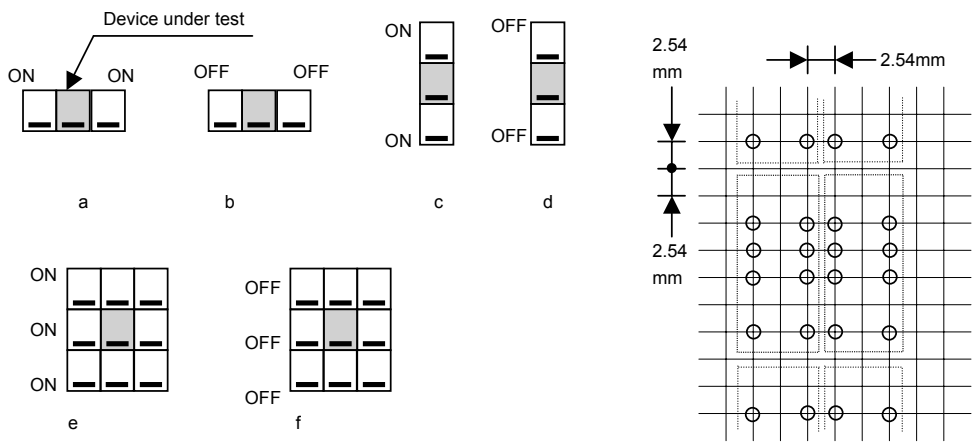 Device under test
ON ON
a
OFF OFF
b
ON
ON
c
OFF
OFF
d
ON
ON
ON
e
OFF
OFF
OFF
f
2.54
mm
2.54mm
2.54
mm